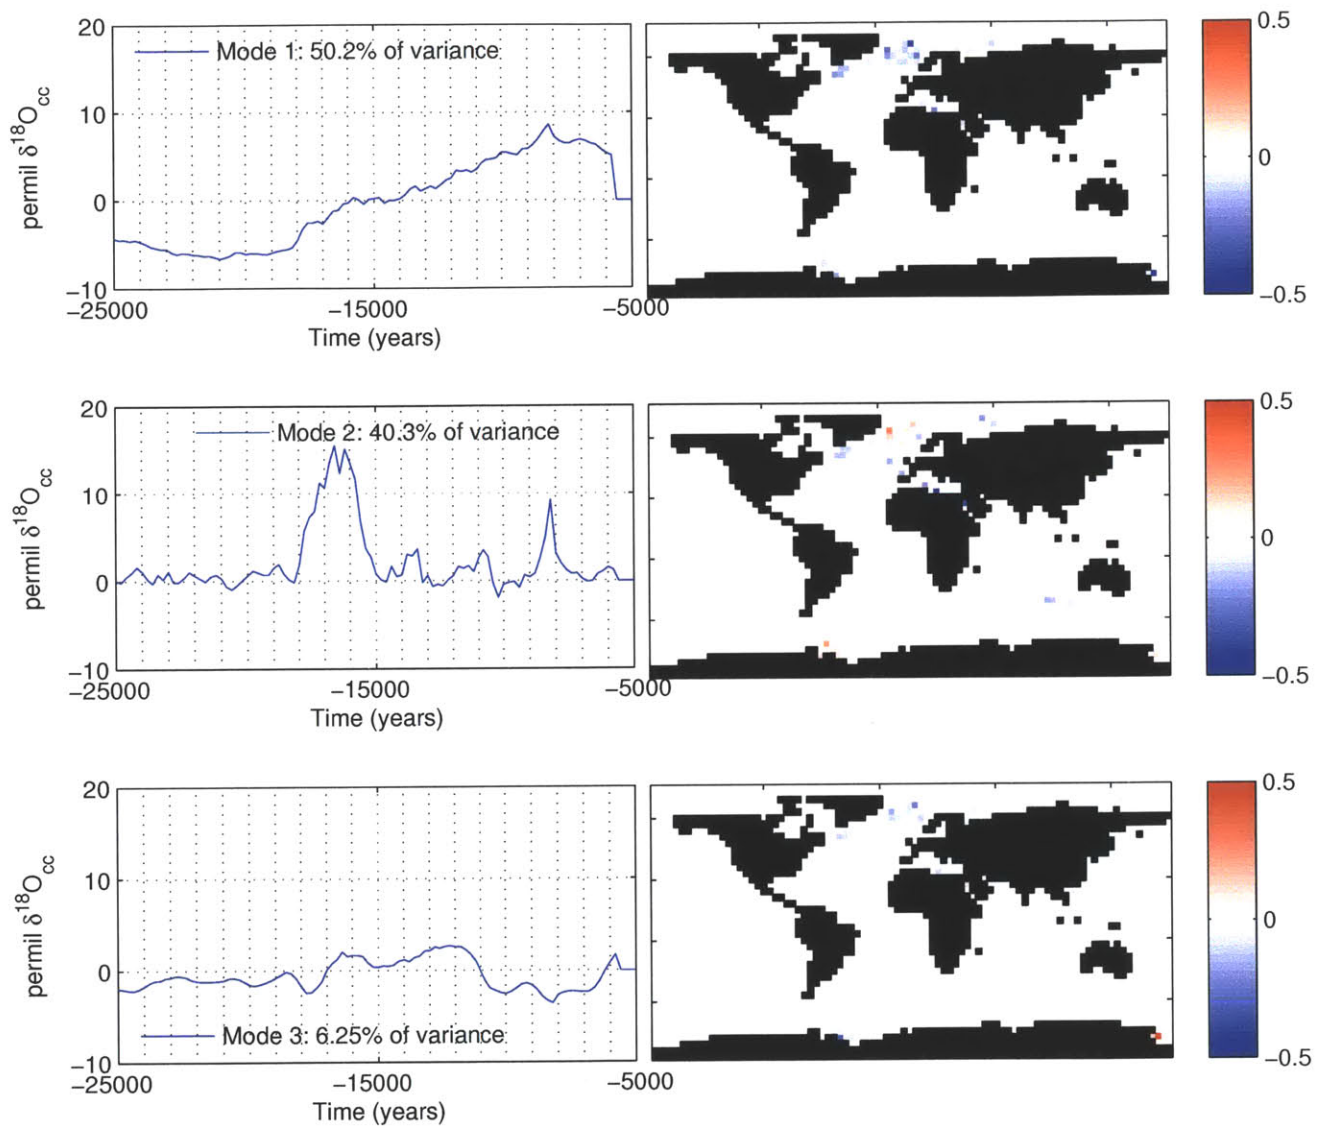 20
Mode 1: 50.2% of variance
10
0
−10
permil δ¹⁸O_cc
−25000 −15000 −5000
Time (years)
0.5
0
−0.5
20
Mode 2: 40.3% of variance
10
0
−10
permil δ¹⁸O_cc
−25000 −15000 −5000
Time (years)
0.5
0
−0.5
20
10
0
Mode 3: 6.25% of variance
−10
permil δ¹⁸O_cc
−25000 −15000 −5000
Time (years)
0.5
0
−0.5